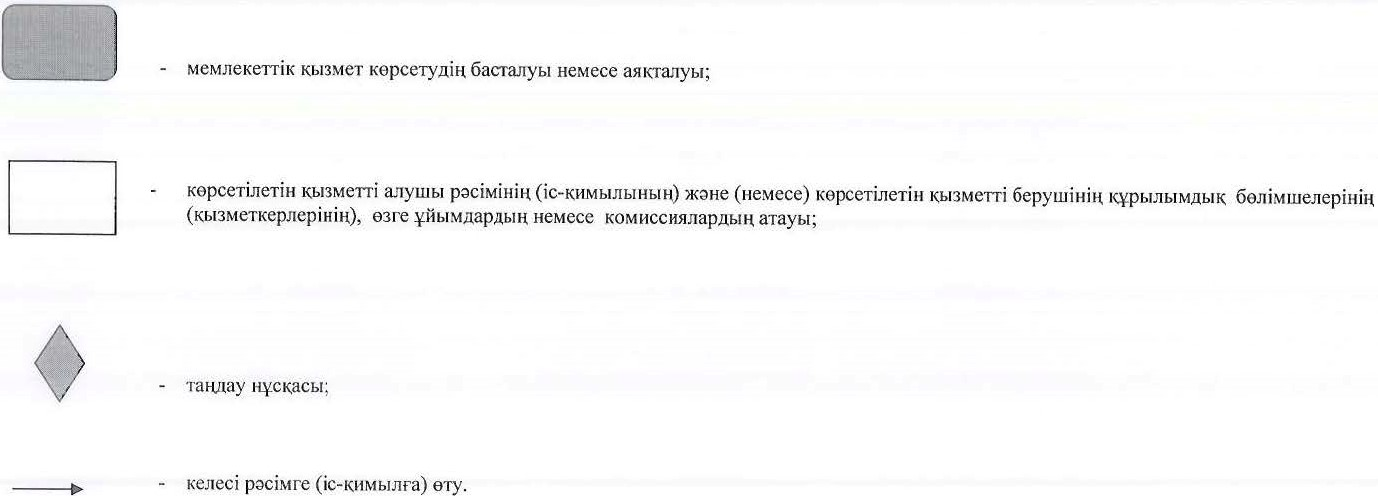 - мемлекеттік қызмет көрсетудің басталуы немесе аяқталуы;
- көрсетілетін қызметті алушы рәсімінің (іс-қимылының) және (немесе) көрсетілетін қызметті берушінің құрылымдық бөлімшелерінің
(қызметкерлерінің), өзге ұйымдардың немесе комиссиялардың атауы;
- таңдау нұсқасы;
- келесі рәсімге (іс-қимылға) өту.